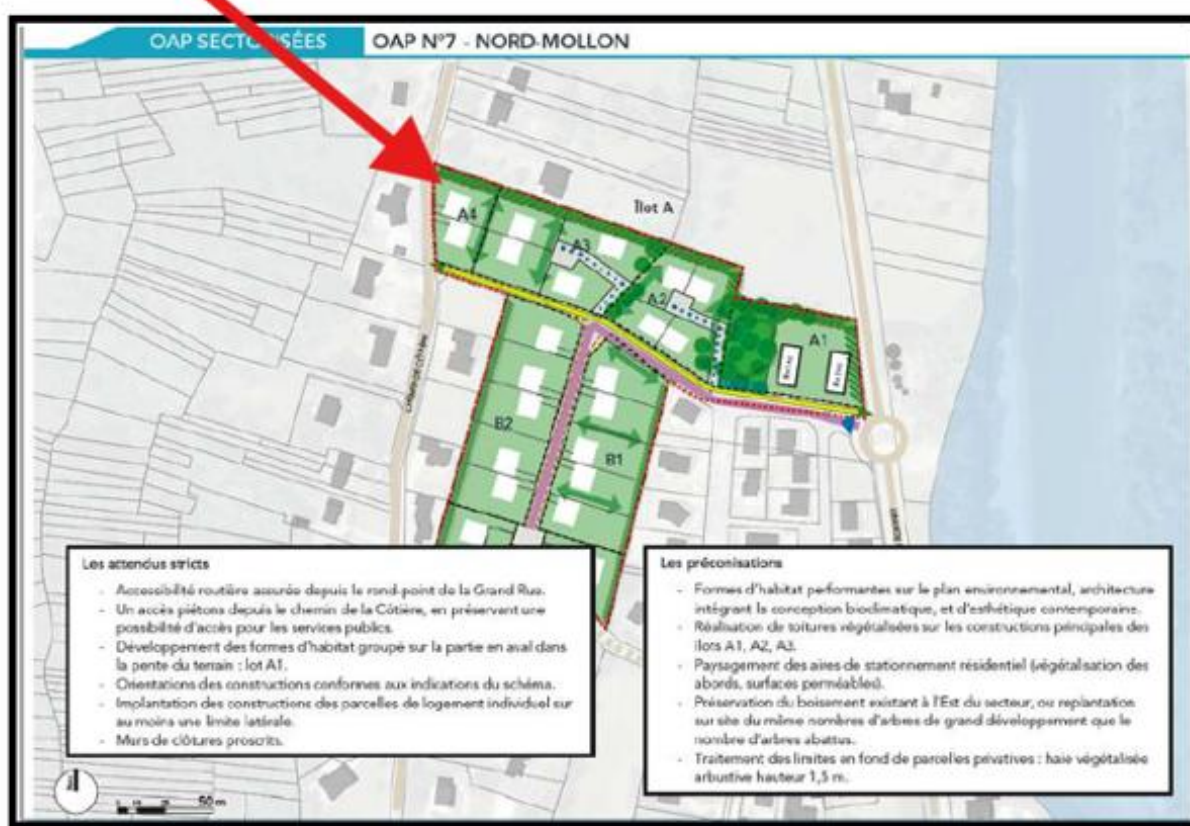 OAP SECTORISÉES OAP N°7 - NORD-MOLLON
Îlot A
A4
A3
A2
A1
B2
B1
Les attendus stricts
- Accessibilité routière assurée depuis le rond-point de la Grand Rue.
- Un accès piétons depuis le chemin de la Côtière, en préservant une
possibilité d'accès pour les services publics.
- Développement des formes d'habitat groupé sur la partie en aval dans
la pente du terrain : lot A1.
- Orientations des constructions conformes aux indications du schéma.
- Implantation des constructions des parcelles de logement individuel sur
au moins une limite latérale.
- Murs de clôtures proscrits.
Les préconisations
- Formes d'habitat performantes sur le plan environnemental, architecture
intégrant la conception bioclimatique, et d'esthétique contemporaine.
- Réalisation de toitures végétalisées sur les constructions principales des
îlots A1, A2, A3.
- Paysagement des aires de stationnement résidentiel (végétalisation des
abords, surfaces perméables).
- Préservation du boisement existant à l'Est du secteur, ou replantation
sur site du même nombres d'arbres de grand développement que le
nombre d'arbres abattus.
- Traitement des limites en fond de parcelles privatives : haie végétalisée
arbustive hauteur 1,5 m.
50 m